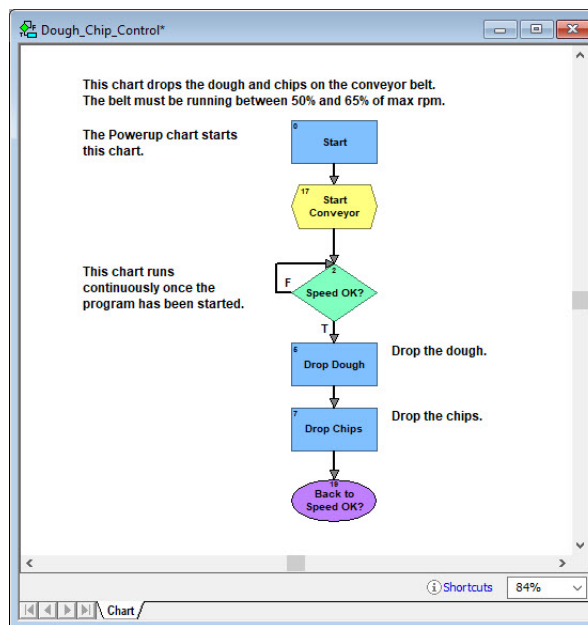 Dough_Chip_Control*
This chart drops the dough and chips on the conveyor belt.
The belt must be running between 50% and 65% of max rpm.
The Powerup chart starts
this chart.
0
Start
17
Start
Conveyor
This chart runs
continuously once the
program has been started.
2
F
Speed OK?
T
6
Drop Dough
Drop the dough.
7
Drop Chips
Drop the chips.
Back to
Speed OK?
Shortcuts
84%
Chart